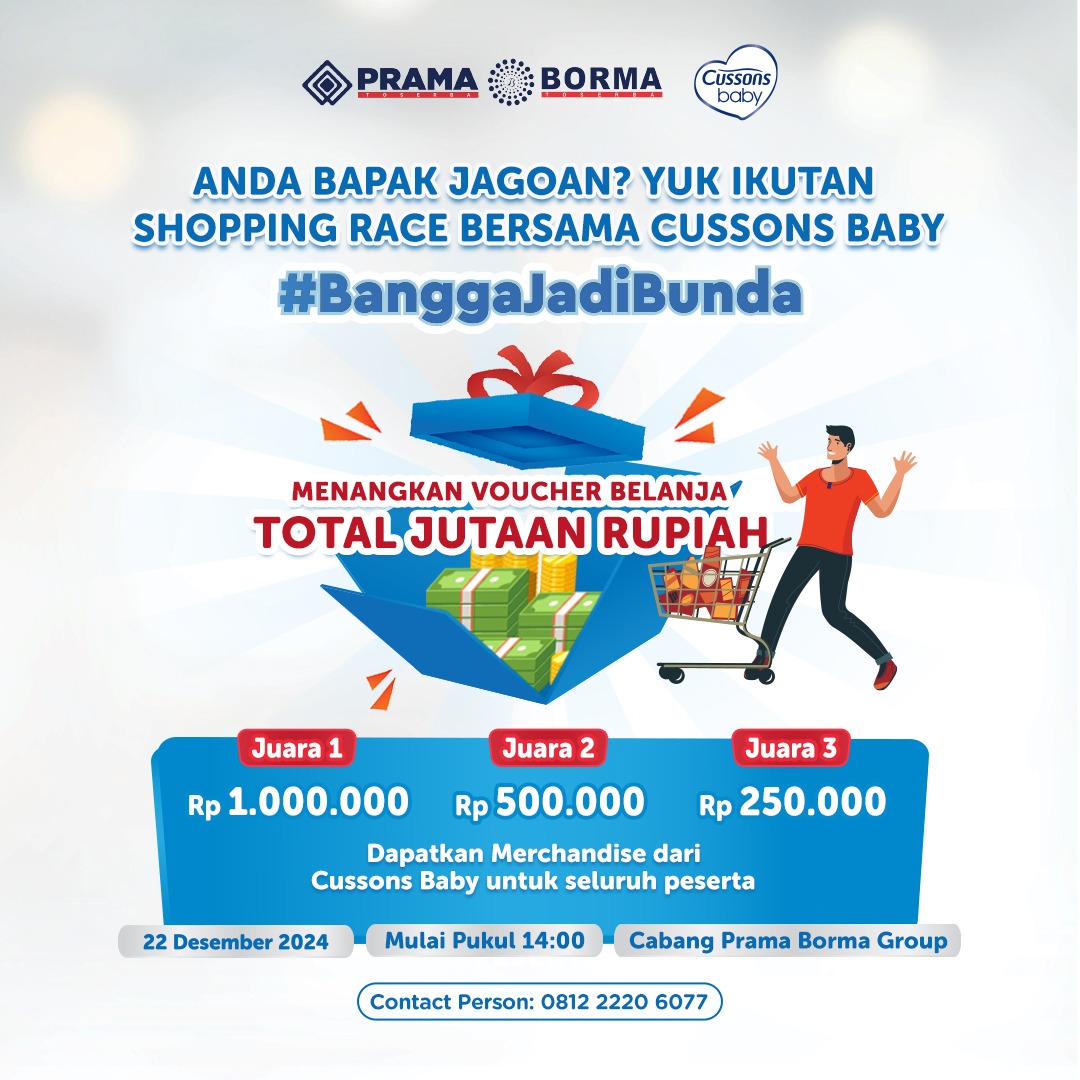 PRAMA
TOSERBA
BORMA
TOSERBA
Cussons
baby
ANDA BAPAK JAGOAN? YUK IKUTAN
SHOPPING RACE BERSAMA CUSSONS BABY
#BanggaJadiBunda
MENANGKAN VOUCHER BELANJA
TOTAL JUTAAN RUPIAH
Juara 1
Rp 1.000.000
Juara 2
Rp 500.000
Juara 3
Rp 250.000
Dapatkan Merchandise dari
Cussons Baby untuk seluruh peserta
22 Desember 2024
Mulai Pukul 14:00
Cabang Prama Borma Group
Contact Person: 0812 2220 6077